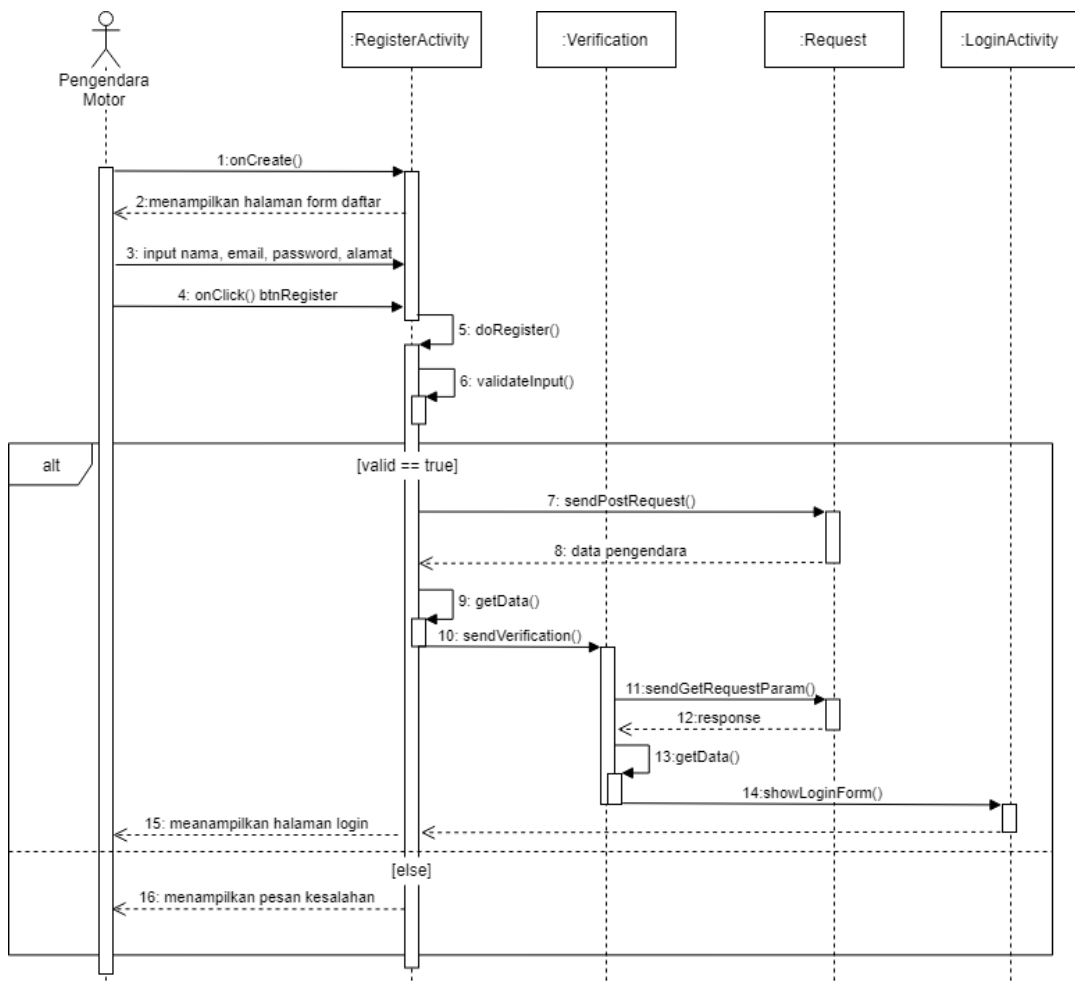 :RegisterActivity
:Verification
:Request
:LoginActivity
Pengendara
Motor
1:onCreate()
2:menampilkan halaman form daftar
3: input nama, email, password, alamat
4: onClick() btnRegister
5: doRegister()
6: validateInput()
alt
[valid == true]
7: sendPostRequest()
8: data pengendara
9: getData()
10: sendVerification()
11:sendGetRequestParam()
12:response
13:getData()
14:showLoginForm()
15: meanampilkan halaman login
[else]
16: menampilkan pesan kesalahan